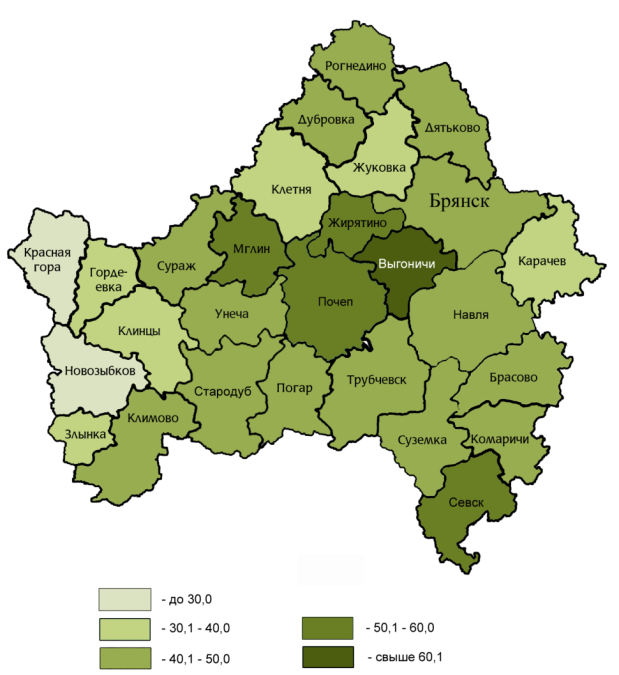 Рогнедино
Дубровка
Дятьково
Жуковка
Клетня
Брянск
Жирятино
Красная
гора
Горде-
евка
Сураж
Мглин
Выгоничи
Карачев
Почеп
Унеча
Навля
Клинцы
Новозыбков
Стародуб
Погар
Трубчевск
Брасово
Климово
Злынка
Суземка
Комаричи
Севск
- до 30,0
- 30,1 - 40,0
- 40,1 - 50,0
- 50,1 - 60,0
- свыше 60,1